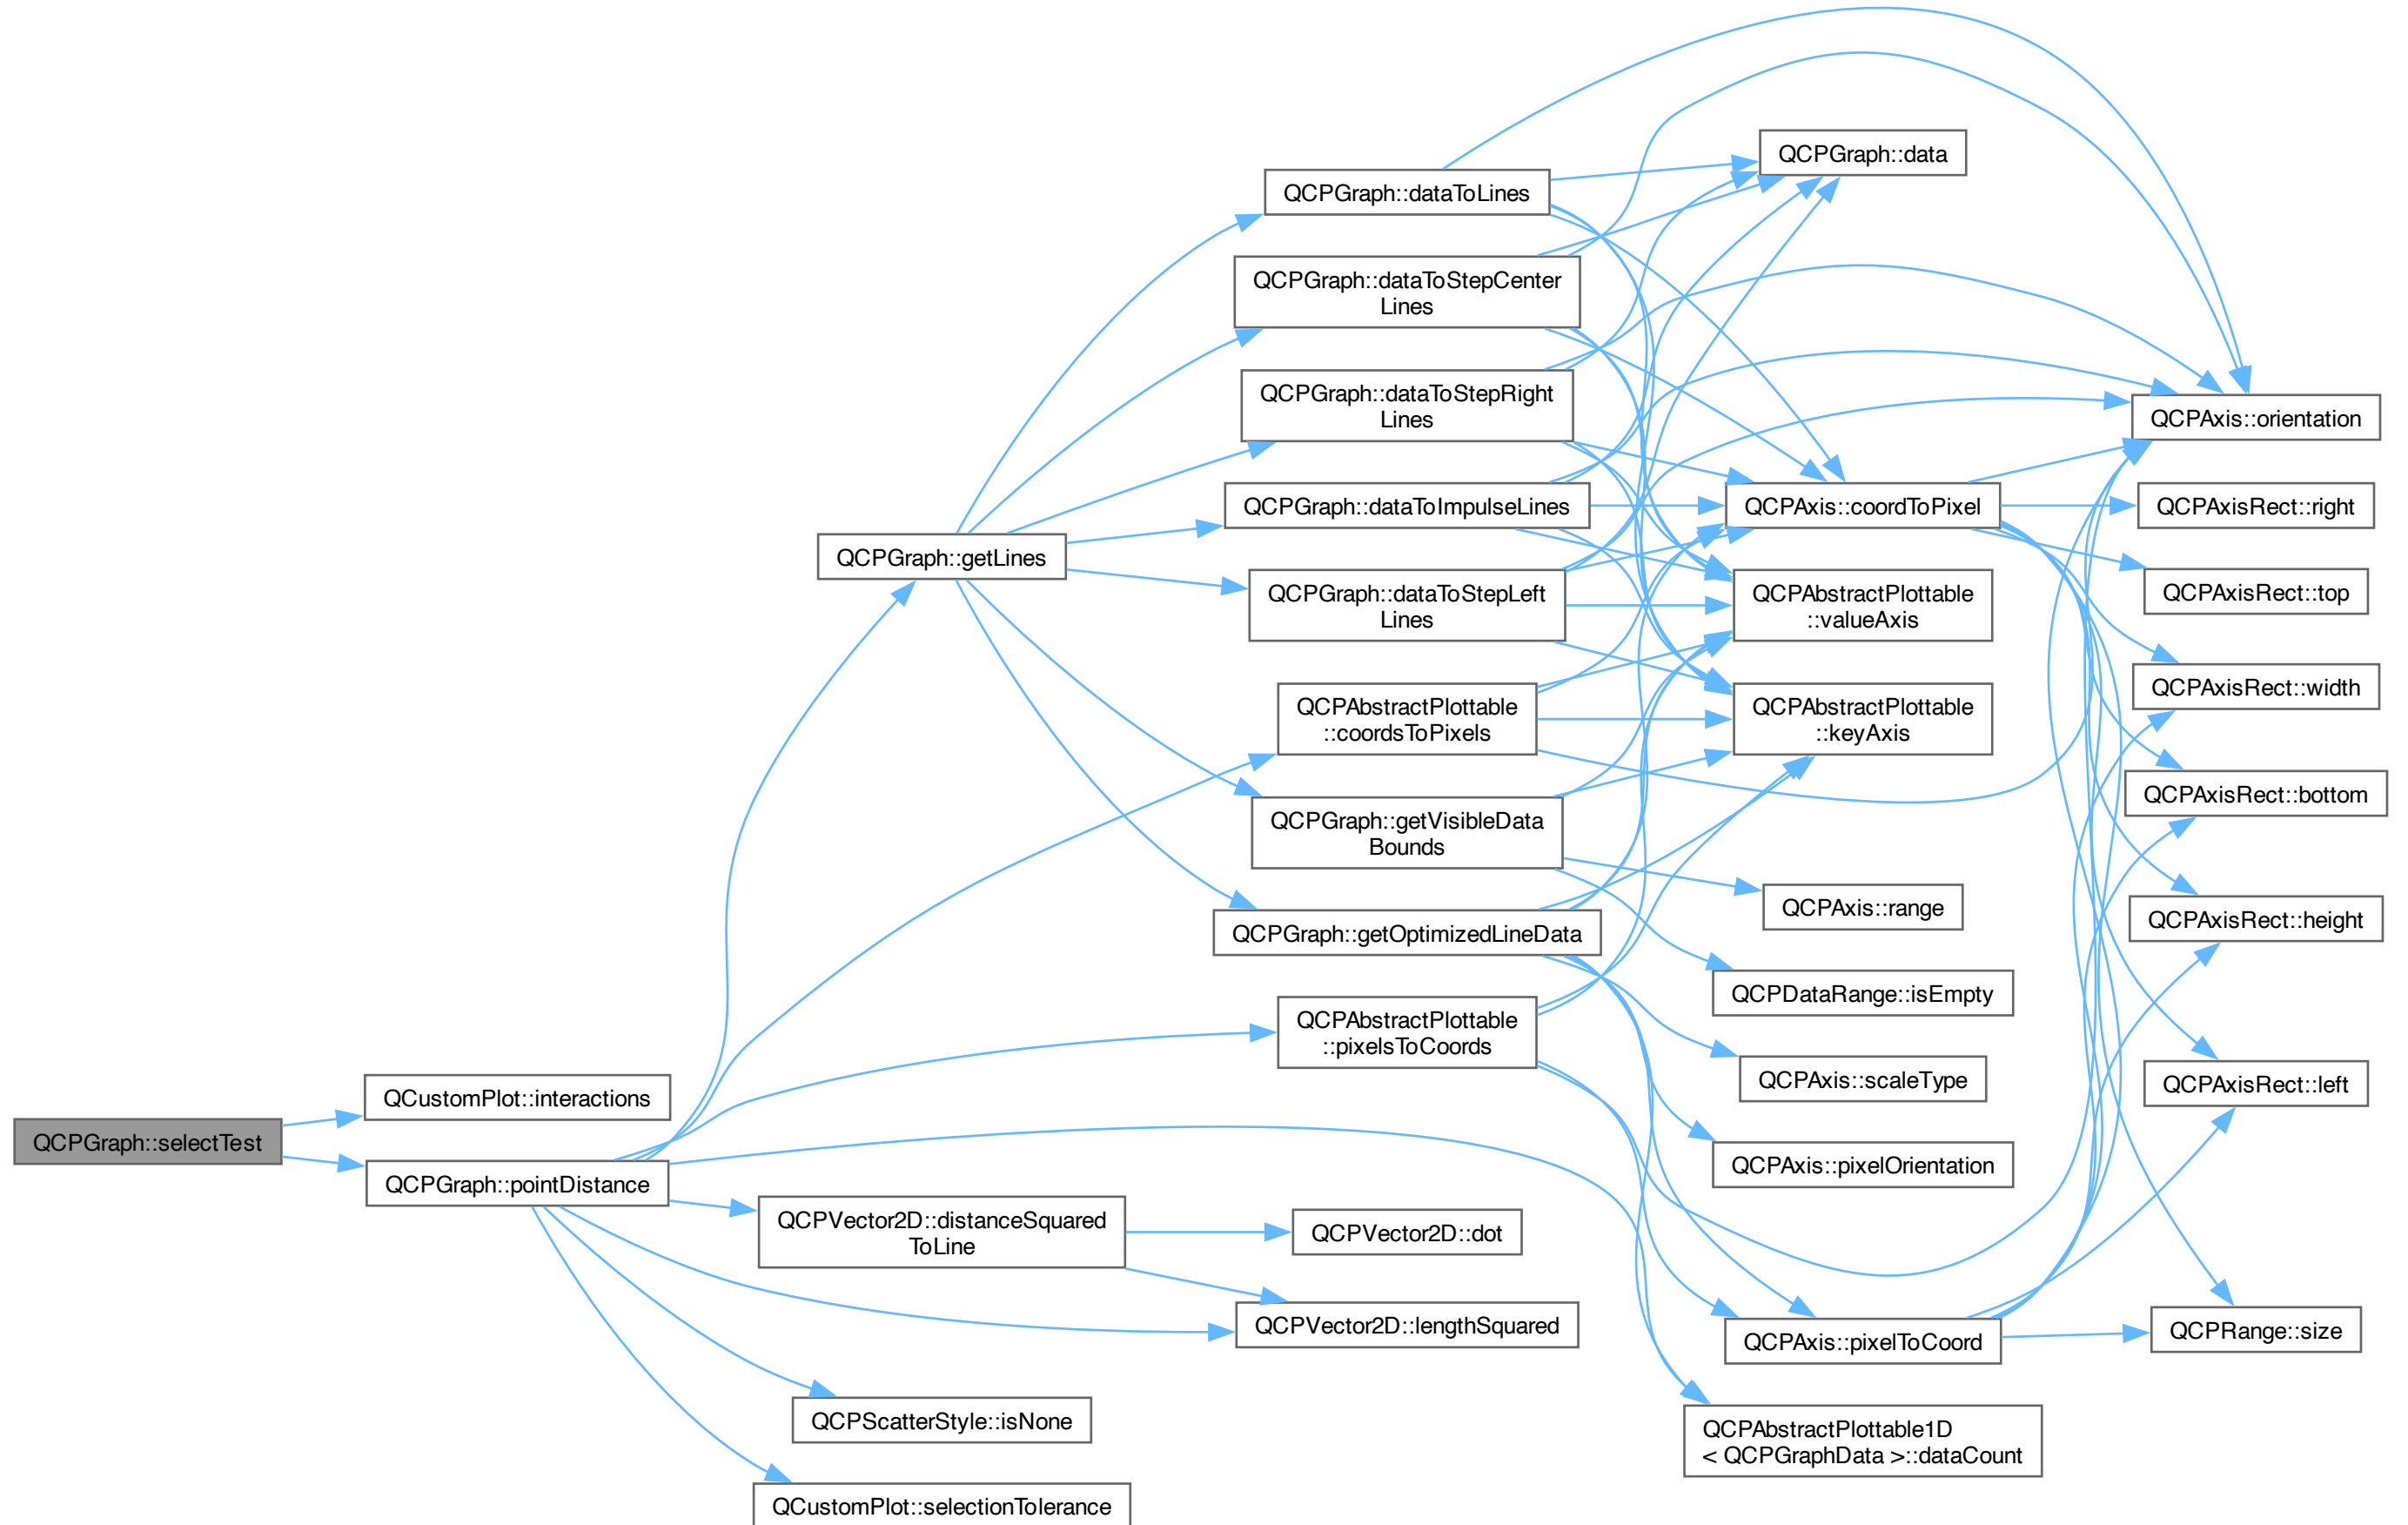 QCPGraph::selectTest
QCustomPlot::interactions
QCPGraph::pointDistance
QCPGraph::getLines
QCPVector2D::distanceSquared
ToLine
QCPScatterStyle::isNone
QCustomPlot::selectionTolerance
QCPGraph::dataToLines
QCPGraph::dataToStepCenter
Lines
QCPGraph::dataToStepRight
Lines
QCPGraph::dataToImpulseLines
QCPGraph::dataToStepLeft
Lines
QCPAbstractPlottable
::coordsToPixels
QCPGraph::getVisibleData
Bounds
QCPGraph::getOptimizedLineData
QCPAbstractPlottable
::pixelsToCoords
QCPVector2D::dot
QCPVector2D::lengthSquared
QCPGraph::data
QCPAxis::coordToPixel
QCPAbstractPlottable
::valueAxis
QCPAbstractPlottable
::keyAxis
QCPAxis::range
QCPDataRange::isEmpty
QCPAxis::scaleType
QCPAxis::pixelOrientation
QCPAxis::pixelToCoord
QCPAbstractPlottable1D
< QCPGraphData >::dataCount
QCPAxis::orientation
QCPAxisRect::right
QCPAxisRect::top
QCPAxisRect::width
QCPAxisRect::bottom
QCPAxisRect::height
QCPAxisRect::left
QCPRange::size